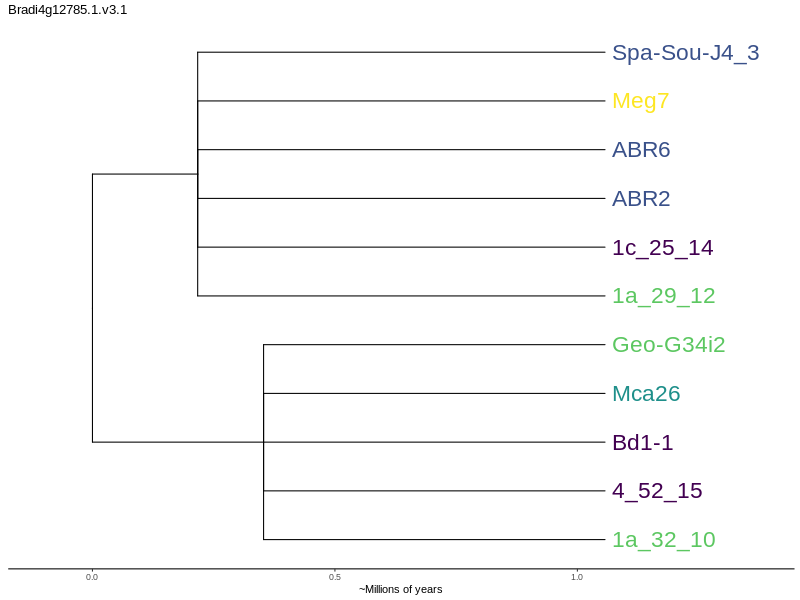 Bradi4g12785.1.v3.1
Spa-Sou-J4_3
Meg7
ABR6
ABR2
1c_25_14
1a_29_12
Geo-G34i2
Mca26
Bd1-1
4_52_15
1a_32_10
0.0 0.5 1.0
~Millions of years